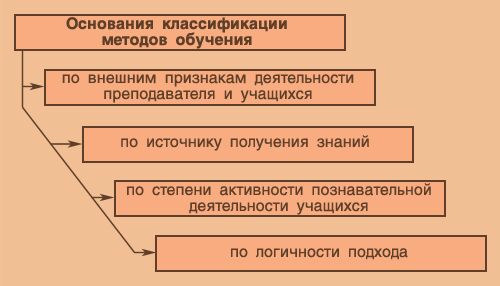 Основания классификации
методов обучения
по внешним признакам деятельности
преподавателя и учащихся
по источнику получения знаний
по степени активности познавательной
деятельности учащихся
по логичности подхода